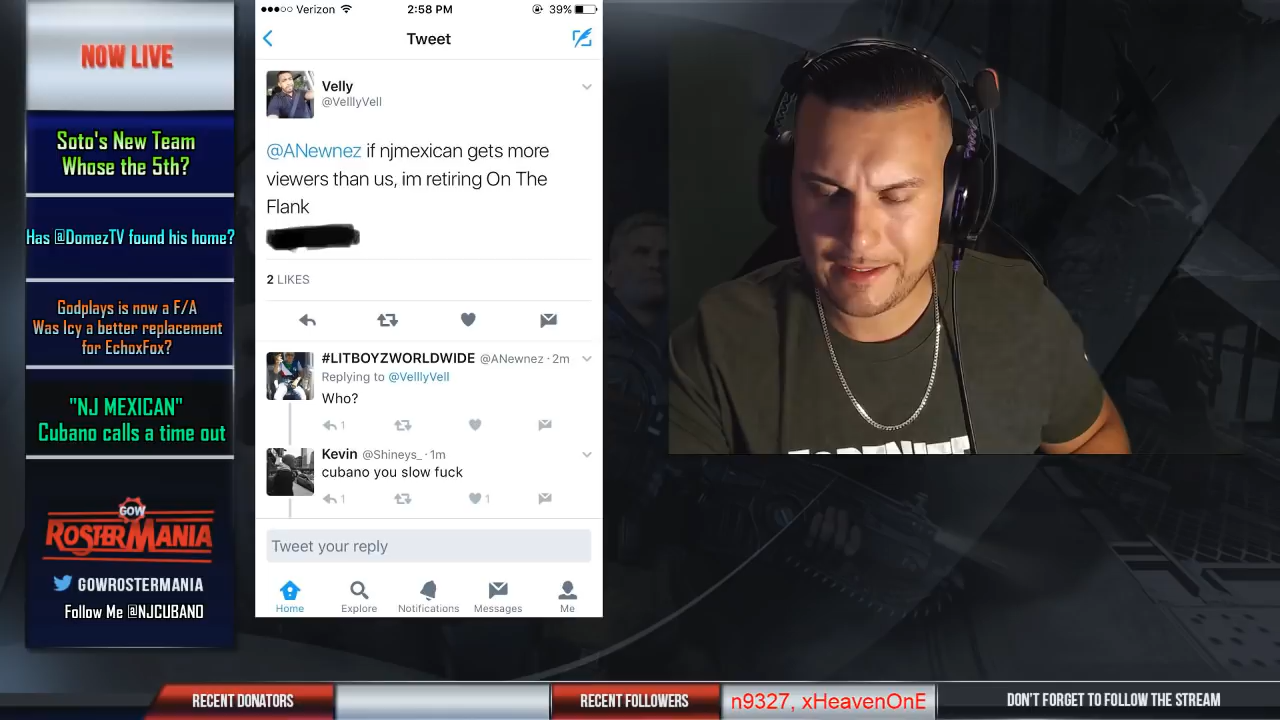 NOW LIVE
Soto's New Team
Whose the 5th?
Has @DomezTV found his home?
Godplays is now a F/A
Was Icy a better replacement
for EchoxFox?
"NJ MEXICAN"
Cubano calls a time out
GOW
ROSTERMANIA
GOWROSTERMANIA
Follow Me @NJCUBANO
Verizon 2:58 PM 39%
Tweet
Velly
@VelllyVell
@ANewnez if njmexican gets more
viewers than us, im retiring On The
Flank
2 LIKES
#LITBOYZWORLDWIDE @ANewnez · 2m
Replying to @VelllyVell
Who?
1
Kevin @Shineys_ · 1m
cubano you slow fuck
1 1
Tweet your reply
Home Explore Notifications Messages Me
RECENT DONATORS RECENT FOLLOWERS n9327, xHeavenOnE DON'T FORGET TO FOLLOW THE STREAM